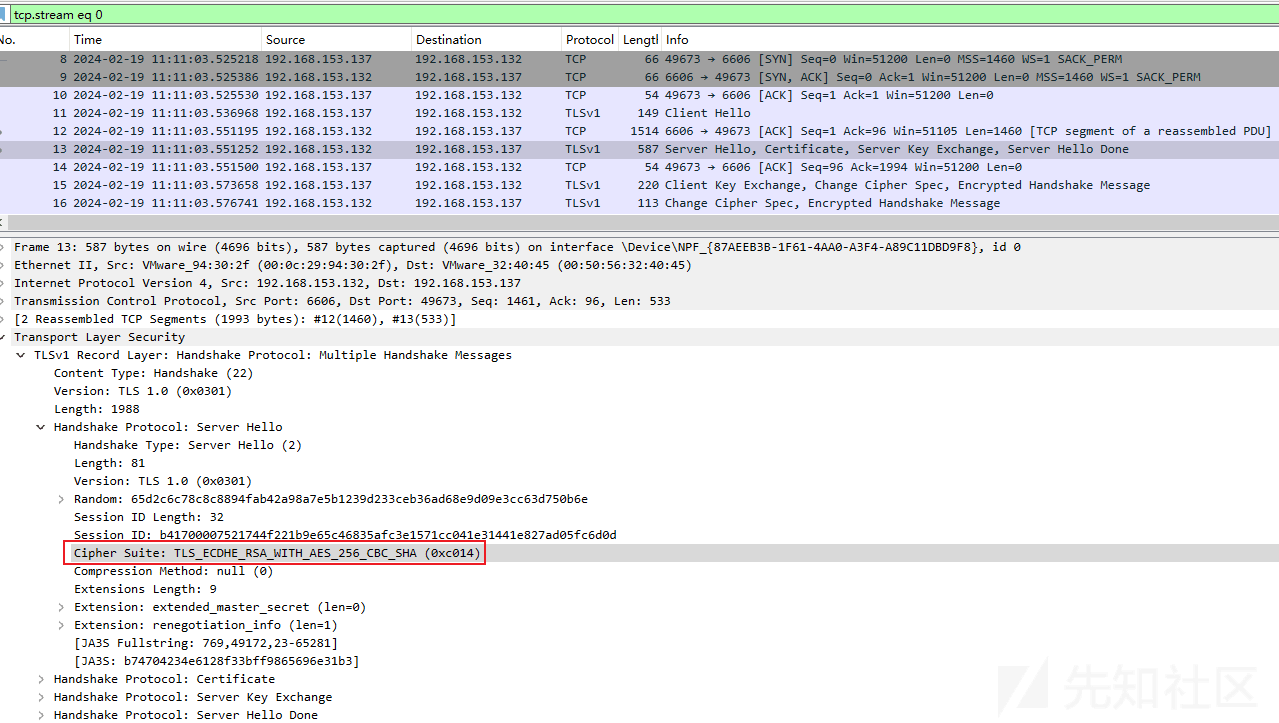 tcp.stream eq 0
No. Time Source Destination Protocol Lengtl Info
8 2024-02-19 11:11:03.525218 192.168.153.137 192.168.153.132 TCP 66 49673 → 6606 [SYN] Seq=0 Win=51200 Len=0 MSS=1460 WS=1 SACK_PERM
9 2024-02-19 11:11:03.525386 192.168.153.132 192.168.153.137 TCP 66 6606 → 49673 [SYN, ACK] Seq=0 Ack=1 Win=51200 Len=0 MSS=1460 WS=1 SACK_PERM
10 2024-02-19 11:11:03.525530 192.168.153.137 192.168.153.132 TCP 54 49673 → 6606 [ACK] Seq=1 Ack=1 Win=51200 Len=0
11 2024-02-19 11:11:03.536968 192.168.153.137 192.168.153.132 TLSv1 149 Client Hello
12 2024-02-19 11:11:03.551195 192.168.153.132 192.168.153.137 TCP 1514 6606 → 49673 [ACK] Seq=1 Ack=96 Win=51105 Len=1460 [TCP segment of a reassembled PDU]
13 2024-02-19 11:11:03.551252 192.168.153.132 192.168.153.137 TLSv1 587 Server Hello, Certificate, Server Key Exchange, Server Hello Done
14 2024-02-19 11:11:03.551500 192.168.153.137 192.168.153.132 TCP 54 49673 → 6606 [ACK] Seq=96 Ack=1994 Win=51200 Len=0
15 2024-02-19 11:11:03.573658 192.168.153.137 192.168.153.132 TLSv1 220 Client Key Exchange, Change Cipher Spec, Encrypted Handshake Message
16 2024-02-19 11:11:03.576741 192.168.153.132 192.168.153.137 TLSv1 113 Change Cipher Spec, Encrypted Handshake Message
Frame 13: 587 bytes on wire (4696 bits), 587 bytes captured (4696 bits) on interface \Device\NPF_{87AEEB3B-1F61-4AA0-A3F4-A89C11DBD9F8}, id 0
Ethernet II, Src: VMware_94:30:2f (00:0c:29:94:30:2f), Dst: VMware_32:40:45 (00:50:56:32:40:45)
Internet Protocol Version 4, Src: 192.168.153.132, Dst: 192.168.153.137
Transmission Control Protocol, Src Port: 6606, Dst Port: 49673, Seq: 1461, Ack: 96, Len: 533
[2 Reassembled TCP Segments (1993 bytes): #12(1460), #13(533)]
Transport Layer Security
TLSv1 Record Layer: Handshake Protocol: Multiple Handshake Messages
Content Type: Handshake (22)
Version: TLS 1.0 (0x0301)
Length: 1988
Handshake Protocol: Server Hello
Handshake Type: Server Hello (2)
Length: 81
Version: TLS 1.0 (0x0301)
Random: 65d2c6c78c8c8894fab42a98a7e5b1239d233ceb36ad68e9d09e3cc63d750b6e
Session ID Length: 32
Session ID: b41700007521744f221b9e65c46835afc3e1571cc041e31441e827ad05fc6d0d
Cipher Suite: TLS_ECDHE_RSA_WITH_AES_256_CBC_SHA (0xc014)
Compression Method: null (0)
Extensions Length: 9
Extension: extended_master_secret (len=0)
Extension: renegotiation_info (len=1)
[JA3S Fullstring: 769,49172,23-65281]
[JA3S: b74704234e6128f33bff9865696e31b3]
Handshake Protocol: Certificate
Handshake Protocol: Server Key Exchange
Handshake Protocol: Server Hello Done
先知社区